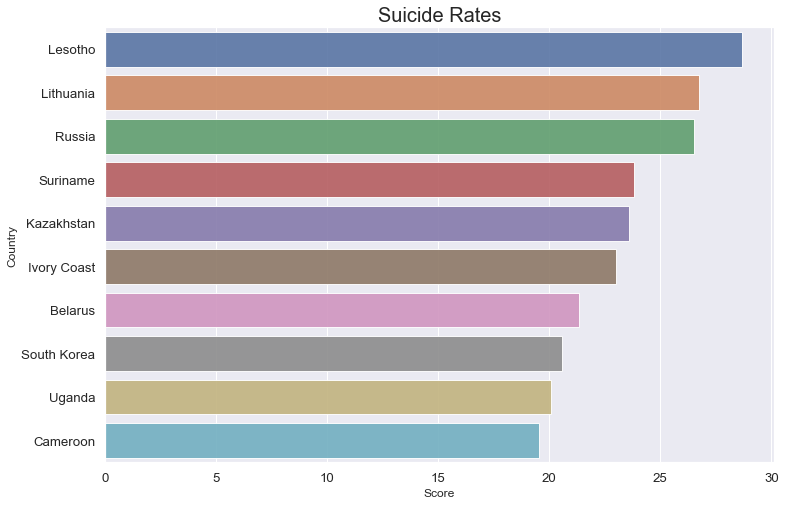 Suicide Rates
Country
Lesotho
Lithuania
Russia
Suriname
Kazakhstan
Ivory Coast
Belarus
South Korea
Uganda
Cameroon
0 5 10 15 20 25 30
Score